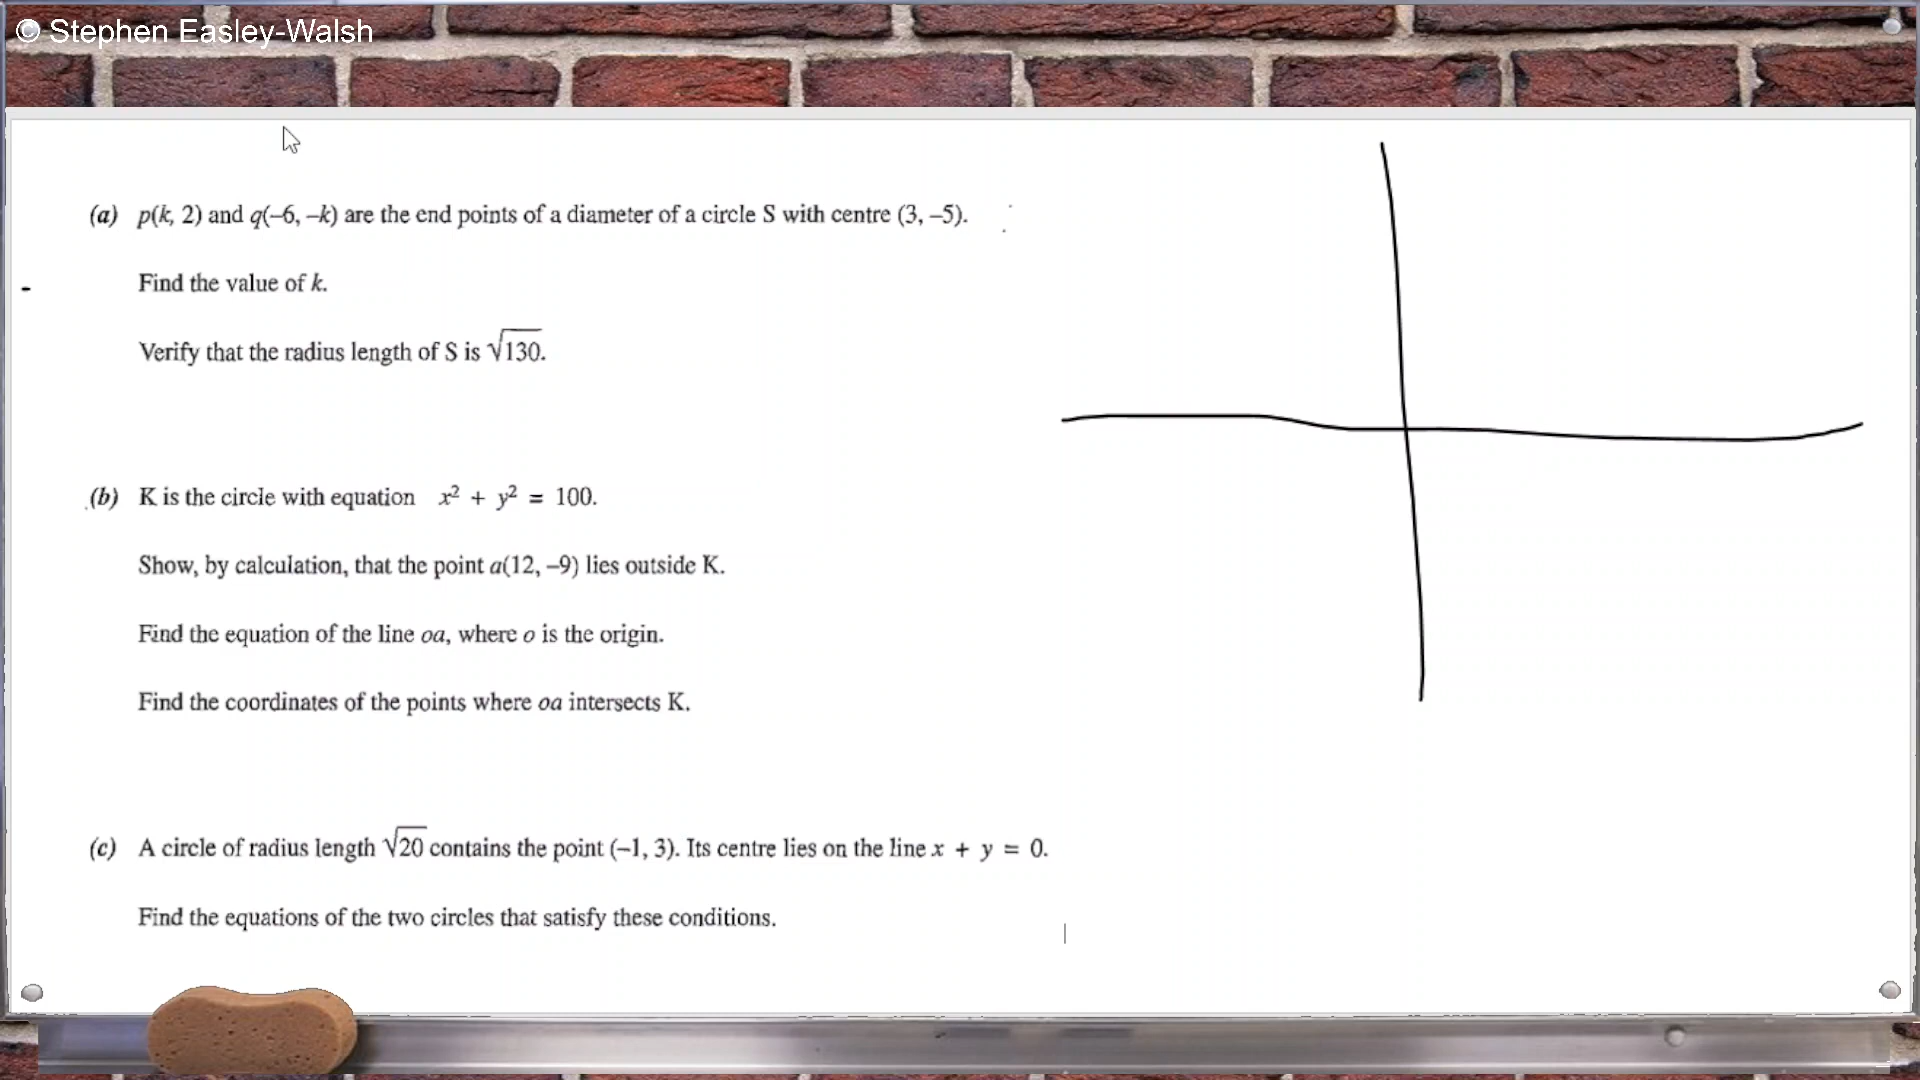 © Stephen Easley-Walsh
(a) p(k, 2) and q(–6, –k) are the end points of a diameter of a circle S with centre (3, –5).
Find the value of k.
Verify that the radius length of S is √130.
(b) K is the circle with equation x² + y² = 100.
Show, by calculation, that the point a(12, –9) lies outside K.
Find the equation of the line oa, where o is the origin.
Find the coordinates of the points where oa intersects K.
(c) A circle of radius length √20 contains the point (–1, 3). Its centre lies on the line x + y = 0.
Find the equations of the two circles that satisfy these conditions.